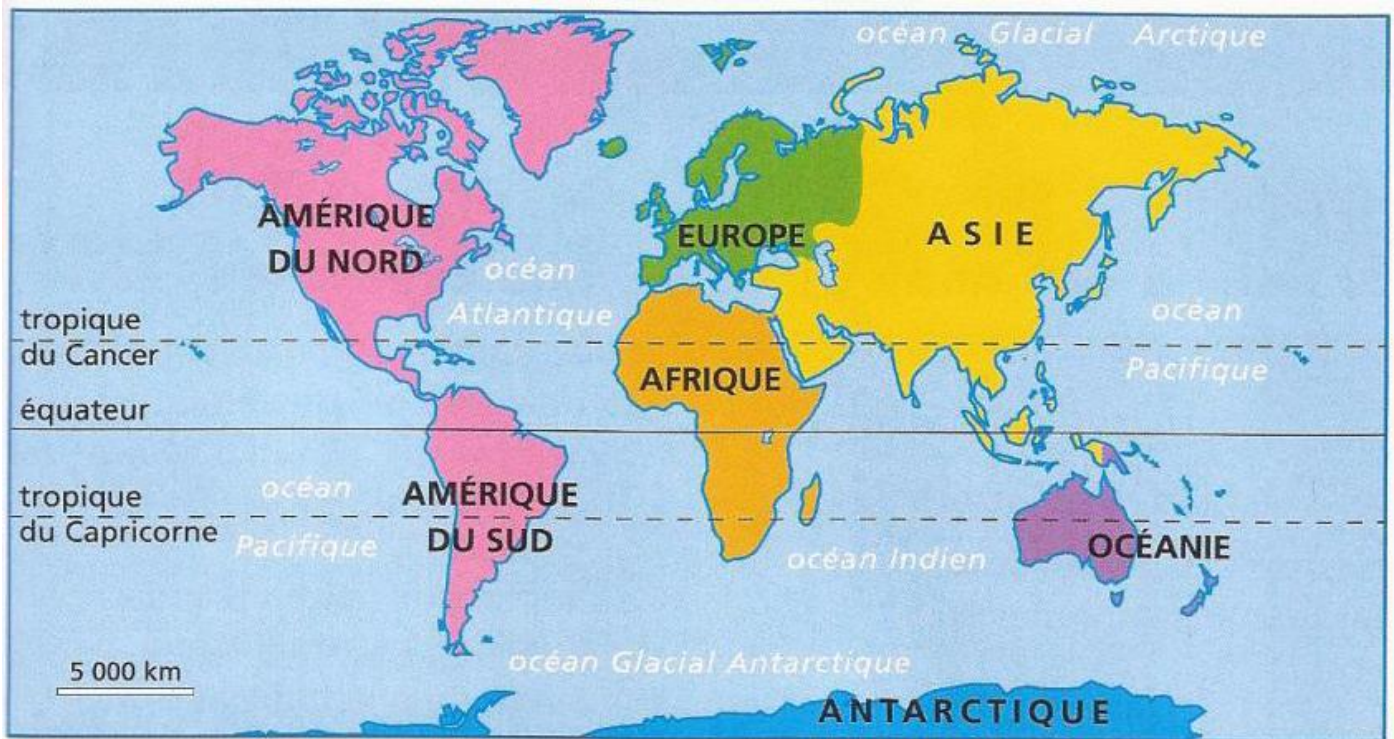 océan Glacial Arctique
AMÉRIQUE
DU NORD
EUROPE
ASIE
océan
Atlantique
tropique
du Cancer
océan
Pacifique
AFRIQUE
équateur
tropique
du Capricorne
océan
Pacifique
AMÉRIQUE
DU SUD
océan Indien
OCÉANIE
5 000 km
océan Glacial Antarctique
ANTARCTIQUE